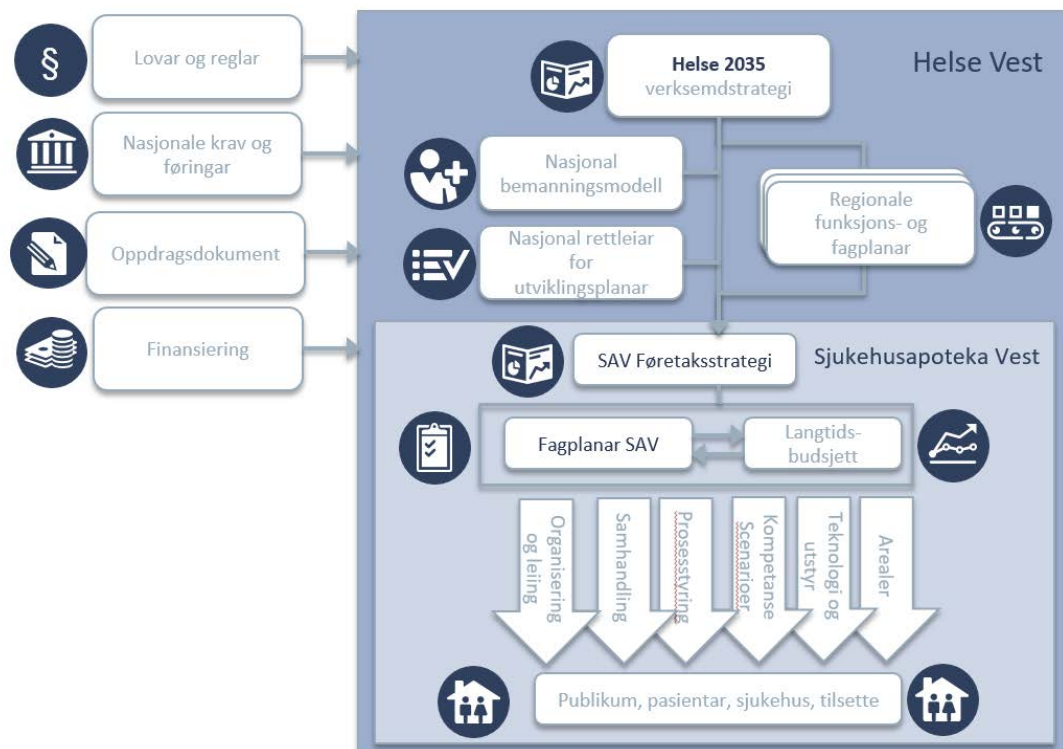 Lovar og reglar
§
Nasjonale krav og
føringar
Oppdragsdokument
Finansiering
Helse Vest
Helse 2035
verksemdstrategi
Nasjonal
bemanningsmodell
Regionale
funksjons- og
fagplanar
Nasjonal rettleiar
for
utviklingsplanar
Sjukehusapoteka Vest
SAV Føretaksstrategi
Fagplanar SAV
Langtids-
budsjett
Organisering
og leiing
Samhandling
Prosesstyring
Kompetanse
Scenarioer
Teknologi og
utstyr
Arealer
Publikum, pasientar, sjukehus, tilsette